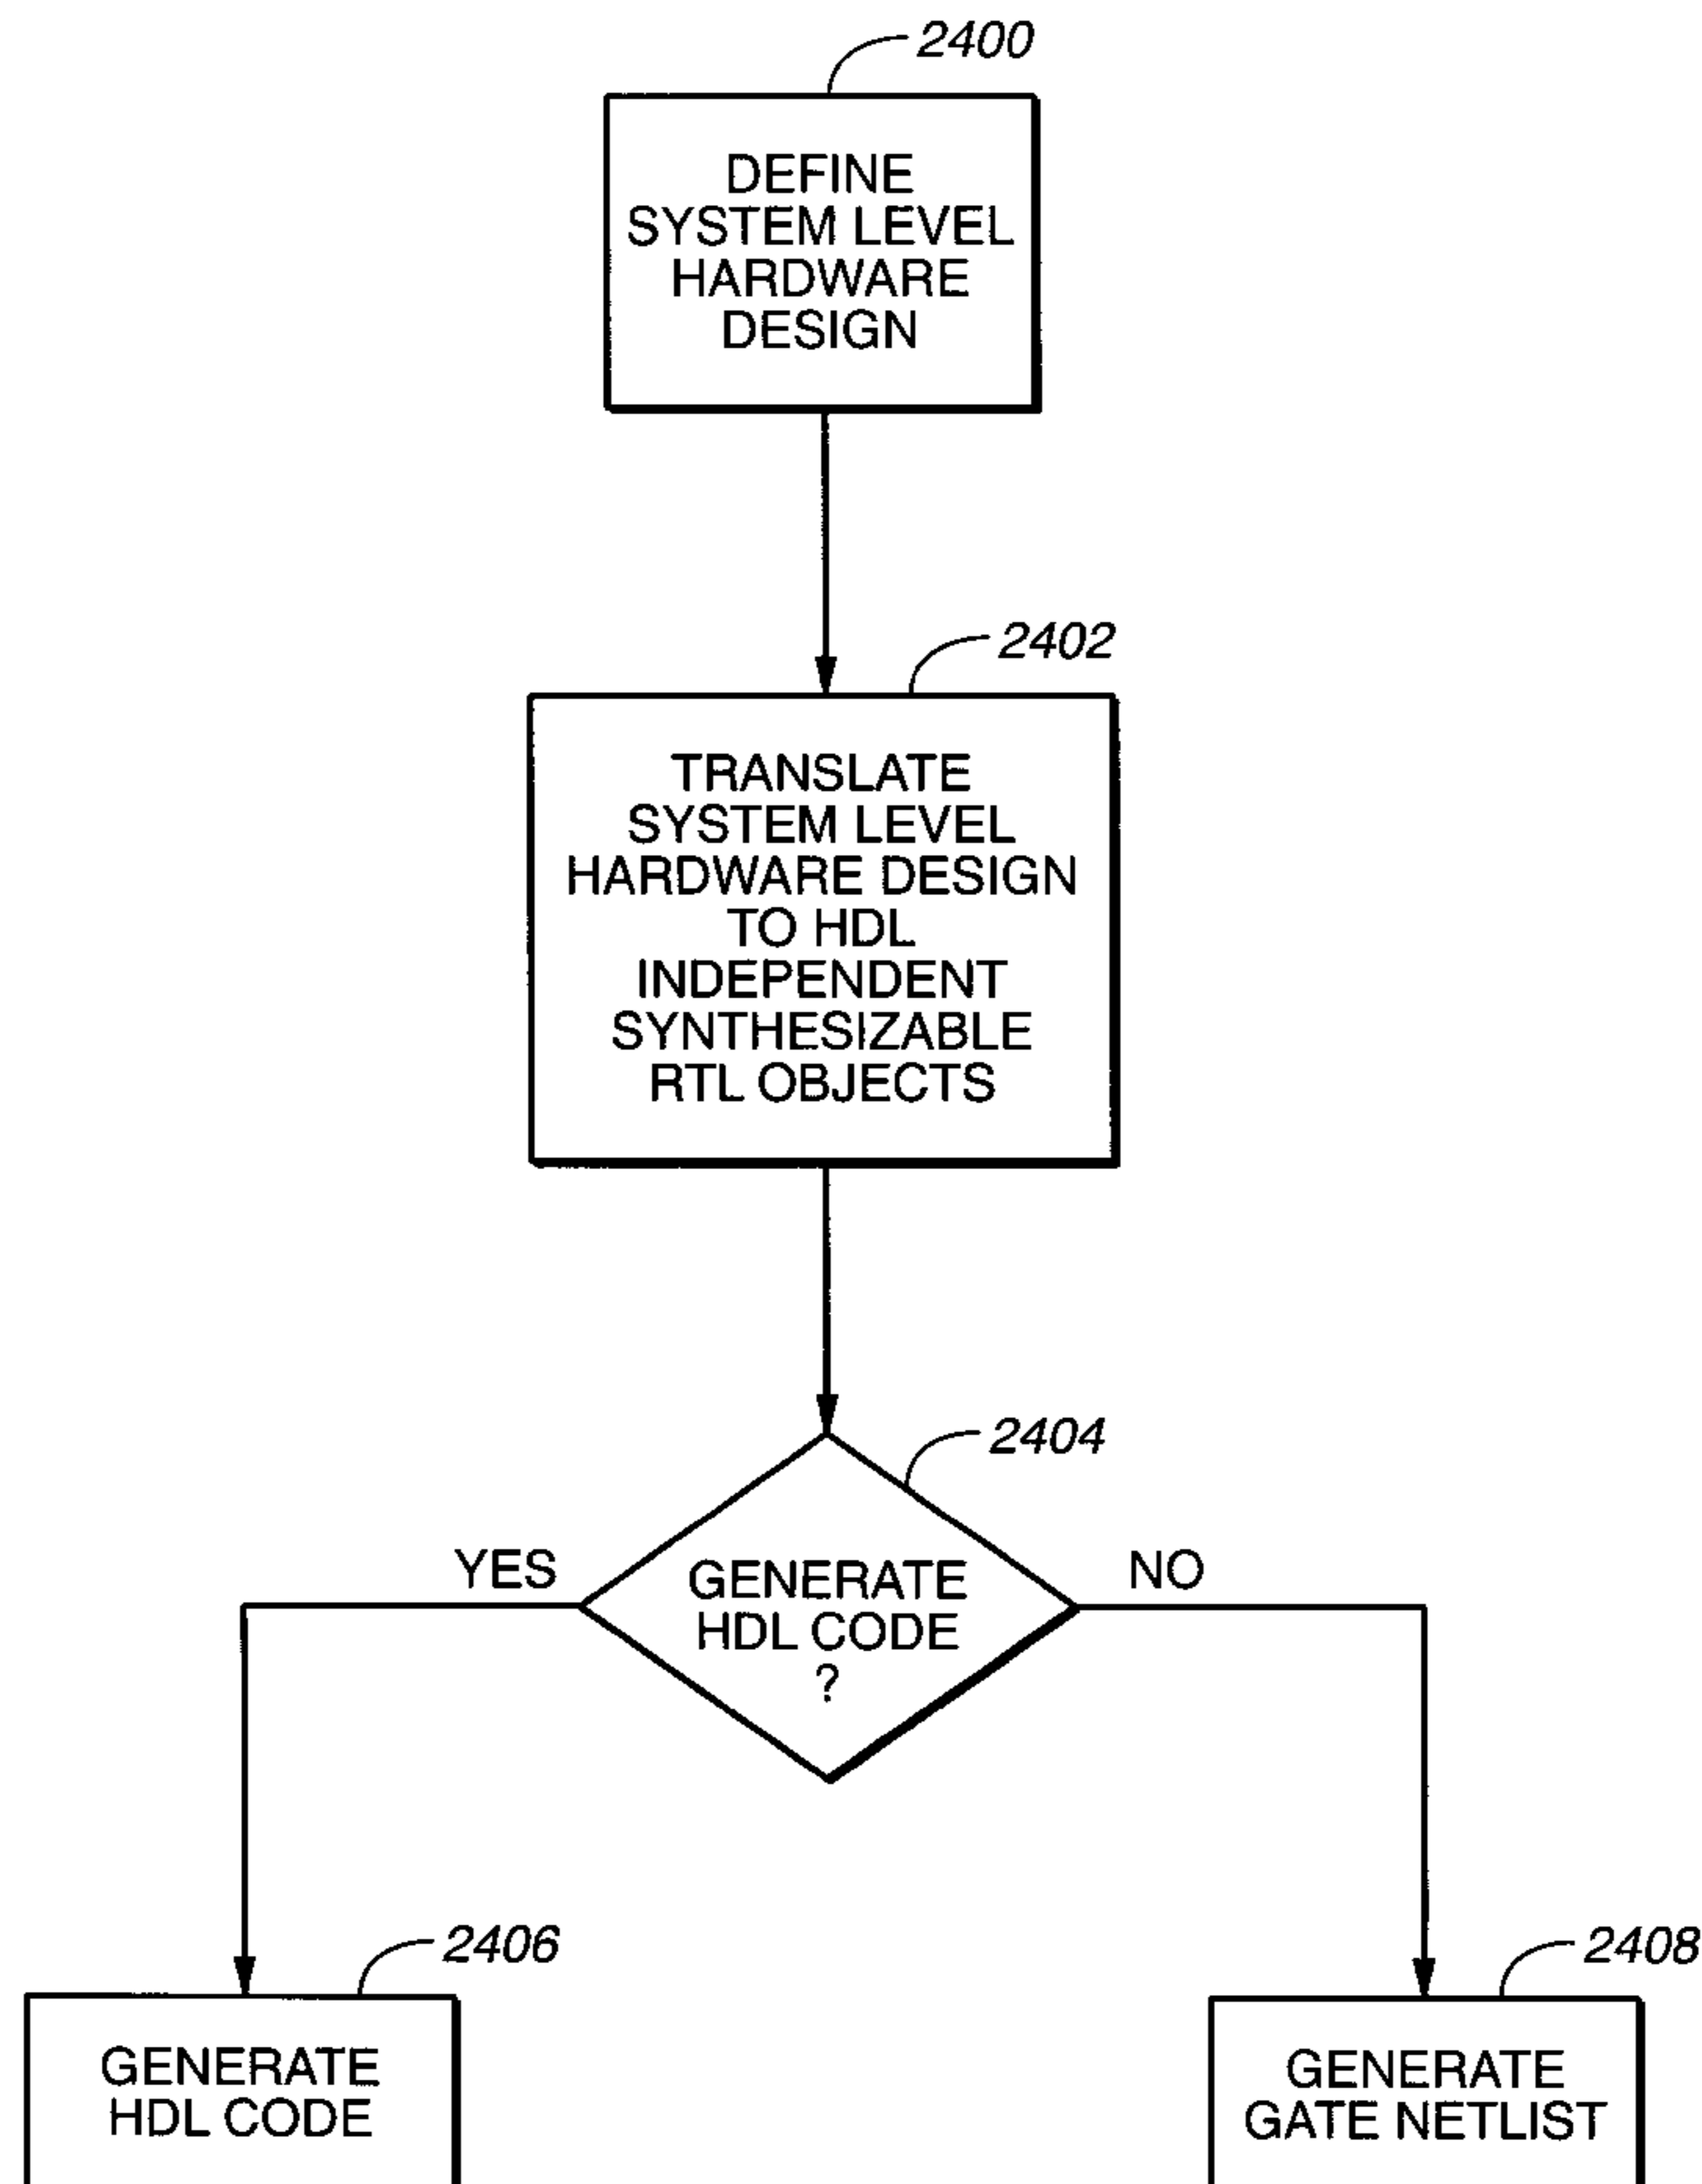 2400
DEFINE
SYSTEM LEVEL
HARDWARE
DESIGN
2402
TRANSLATE
SYSTEM LEVEL
HARDWARE DESIGN
TO HDL
INDEPENDENT
SYNTHESIZABLE
RTL OBJECTS
2404
YES
GENERATE
HDL CODE
?
NO
2406
GENERATE
HDL CODE
2408
GENERATE
GATE NETLIST